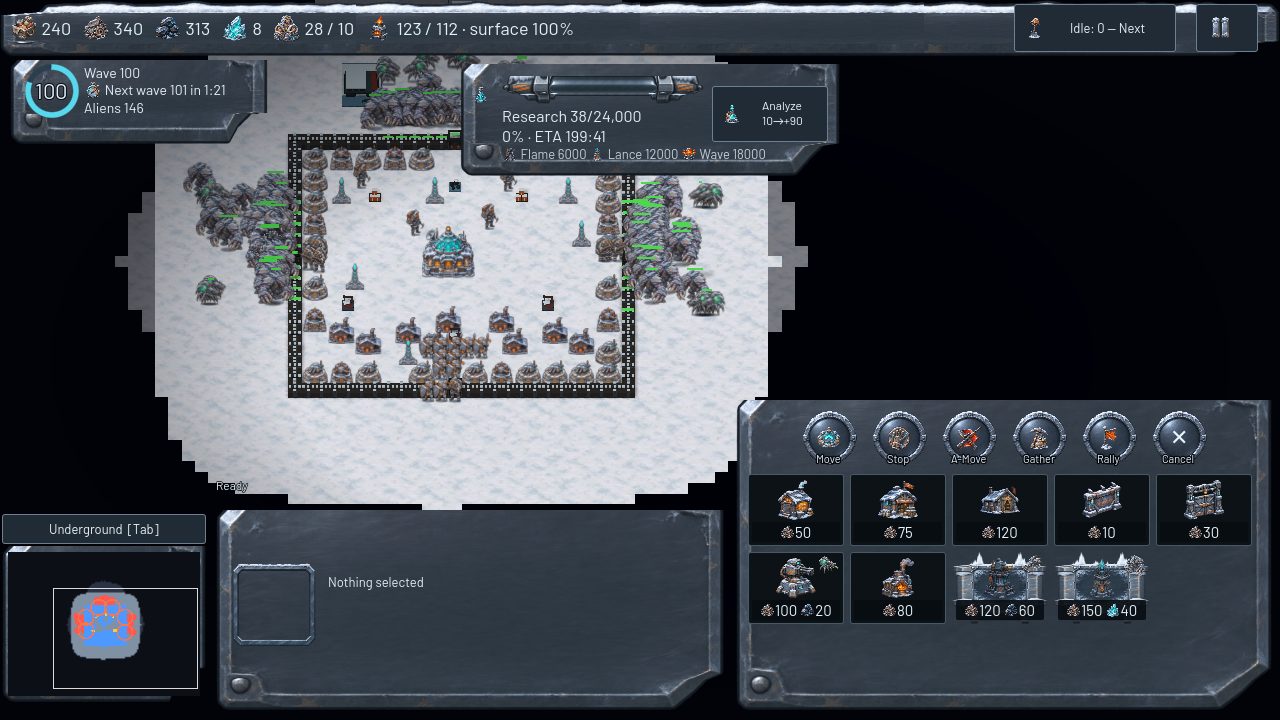 240 340 313 8 28 / 10 123 / 112 · surface 100%
Idle: 0 – Next
100
Wave 100
Next wave 101 in 1:21
Aliens 146
Research 38/24,000
0% · ETA 199:41
Flame 6000 Lance 12000 Wave 18000
Analyze
10→+90
Ready
Underground [Tab]
Nothing selected
Move Stop A-Move Gather Rally Cancel
50 75 120 10 30
100 20 80 120 60 150 40